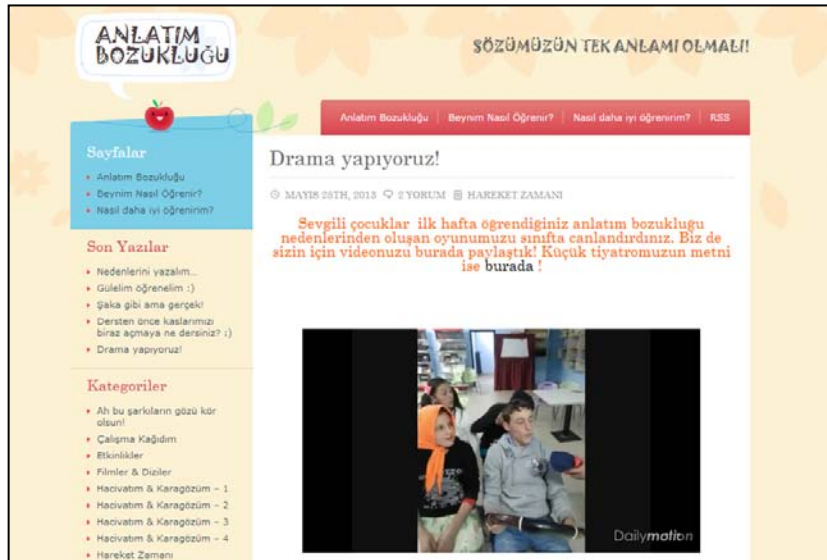 ANLATIM
BOZUKLUĞU
SÖZÜMÜZÜN TEK ANLAMI OLMALI!
Anlatım Bozukluğu | Beynim Nasıl Öğrenir? | Nasıl daha iyi öğrenirim? | RSS
Sayfalar
Anlatım Bozukluğu
Beynim Nasıl Öğrenir?
Nasıl daha iyi öğrenirim?
Son Yazılar
Nedenlerini yazalım...
Gülelim öğrenelim :)
Şaka gibi ama gerçek!
Dersten önce kaslarımızı
biraz açmaya ne dersiniz? ;)
Drama yapıyoruz!
Kategoriler
Ah bu şarkıların gözü kör
olsun!
Çalışma Kağıdım
Etkinlikler
Filmler & Diziler
Hacivatım & Karagözüm – 1
Hacivatım & Karagözüm – 2
Hacivatım & Karagözüm – 3
Hacivatım & Karagözüm – 4
Hareket Zamanı
Drama yapıyoruz!
MAYIS 28TH, 2013 2 YORUM HAREKET ZAMANI
Sevgili çocuklar ilk hafta öğrendiğiniz anlatım bozukluğu
nedenlerinden oluşan oyunumuzu sınıfta canlandırdınız. Biz de
sizin için videonuzu burada paylaştık! Küçük tiyatromuzun metni
ise burada !
Dailymotion